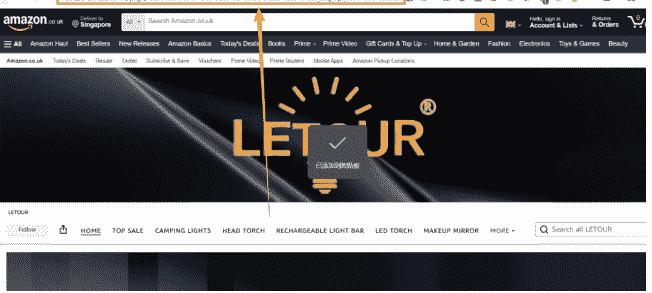 amazon.co.uk Deliver to Singapore All Search Amazon.co.uk Hello, sign in Account & Lists Returns & Orders
All Amazon Haul Best Sellers New Releases Amazon Basics Today's Deals Books Prime Prime Video Gift Cards & Top Up Home & Garden Fashion Electronics Toys & Games Beauty
Amazon.co.uk Today's Deals Resale Outlet Subscribe & Save Vouchers Prime Video Prime Student Mobile Apps Amazon Pickup Locations
LETOUR®
LETOUR
Follow HOME TOP SALE CAMPING LIGHTS HEAD TORCH RECHARGEABLE LIGHT BAR LED TORCH MAKEUP MIRROR MORE Search all LETOUR